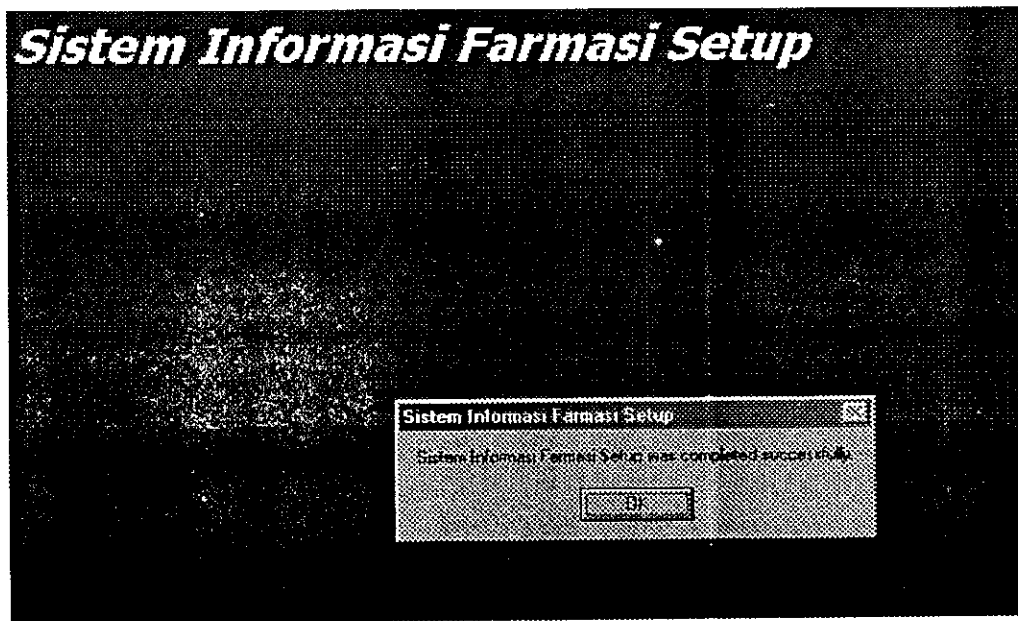 Sistem Informasi Farmasi Setup
Sistem Informasi Farmasi Setup
Sistem Informasi Farmasi Setup was completed successfully.
OK